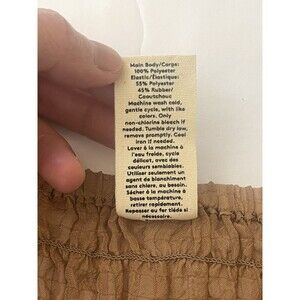 Main Body/Corps:
100% Polyester
Elastic/Élastique:
55% Polyester
45% Rubber/
Caoutchouc
Machine wash cold,
gentle cycle, with like
colors. Only
non-chlorine bleach if
needed. Tumble dry low,
remove promptly. Cool
iron if needed.
Laver à la machine à
l'eau froide, cycle
délicat, avec des
couleurs semblables.
Utiliser seulement un
agent de blanchiment
sans chlore, au besoin.
Sécher à la machine à
basse température,
retirer rapidement.
Repasser au fer tiède si
nécessaire.